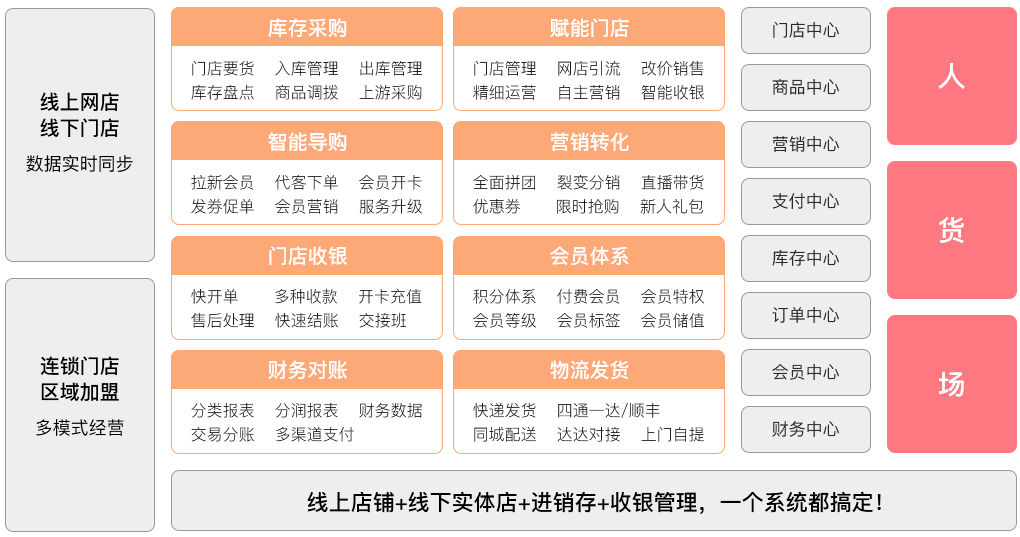 线上网店
线下门店
数据实时同步
连锁门店
区域加盟
多模式经营
库存采购
门店要货 入库管理 出库管理
库存盘点 商品调拨 上游采购
赋能门店
门店管理 网店引流 改价销售
精细运营 自主营销 智能收银
智能导购
拉新会员 代客下单 会员开卡
发券促单 会员营销 服务升级
营销转化
全面拼团 裂变分销 直播带货
优惠券 限时抢购 新人礼包
门店收银
快开单 多种收款 开卡充值
售后处理 快速结账 交接班
会员体系
积分体系 付费会员 会员特权
会员等级 会员标签 会员储值
财务对账
分类报表 分润报表 财务数据
交易分账 多渠道支付
物流发货
快递发货 四通一达/顺丰
同城配送 达达对接 上门自提
门店中心
商品中心
营销中心
支付中心
库存中心
订单中心
会员中心
财务中心
人
货
场
线上店铺+线下实体店+进销存+收银管理，一个系统都搞定！